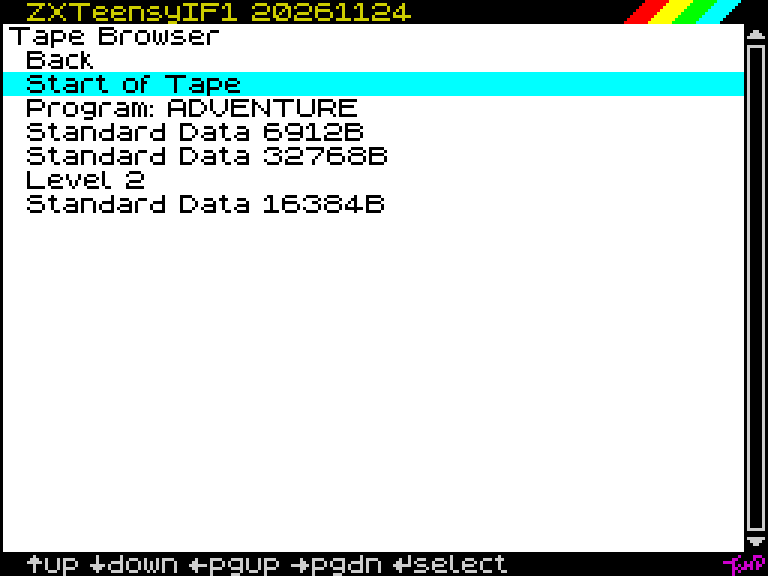 ZXTeensyIF1 20261124
Tape Browser
Back
Start of Tape
Program: ADVENTURE
Standard Data 6912B
Standard Data 32768B
Level 2
Standard Data 16384B
↑up ↓down ←pgup →pgdn ↵select